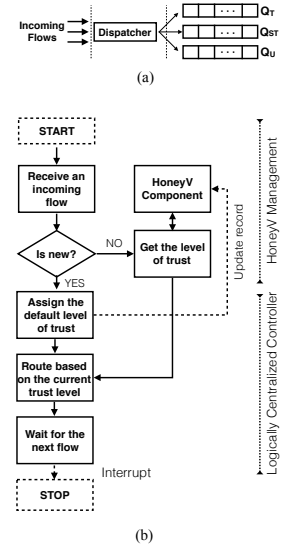 Incoming
Flows
Dispatcher
. . .
QT
. . .
QST
. . .
QU
(a)
START
Receive an
incoming
flow
HoneyV
Component
Is new?
NO
Get the level
of trust
YES
Assign the
default level
of trust
Update record
Route based
on the current
trust level
Wait for the
next flow
Interrupt
STOP
HoneyV Management
Logically Centralized Controller
(b)